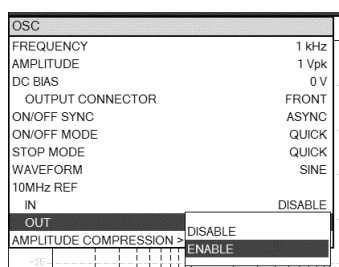 OSC
FREQUENCY 1 kHz
AMPLITUDE 1 Vpk
DC BIAS 0 V
OUTPUT CONNECTOR FRONT
ON/OFF SYNC ASYNC
ON/OFF MODE QUICK
STOP MODE QUICK
WAVEFORM SINE
10MHz REF
IN DISABLE
OUT
DISABLE
AMPLITUDE COMPRESSION >
ENABLE
-25